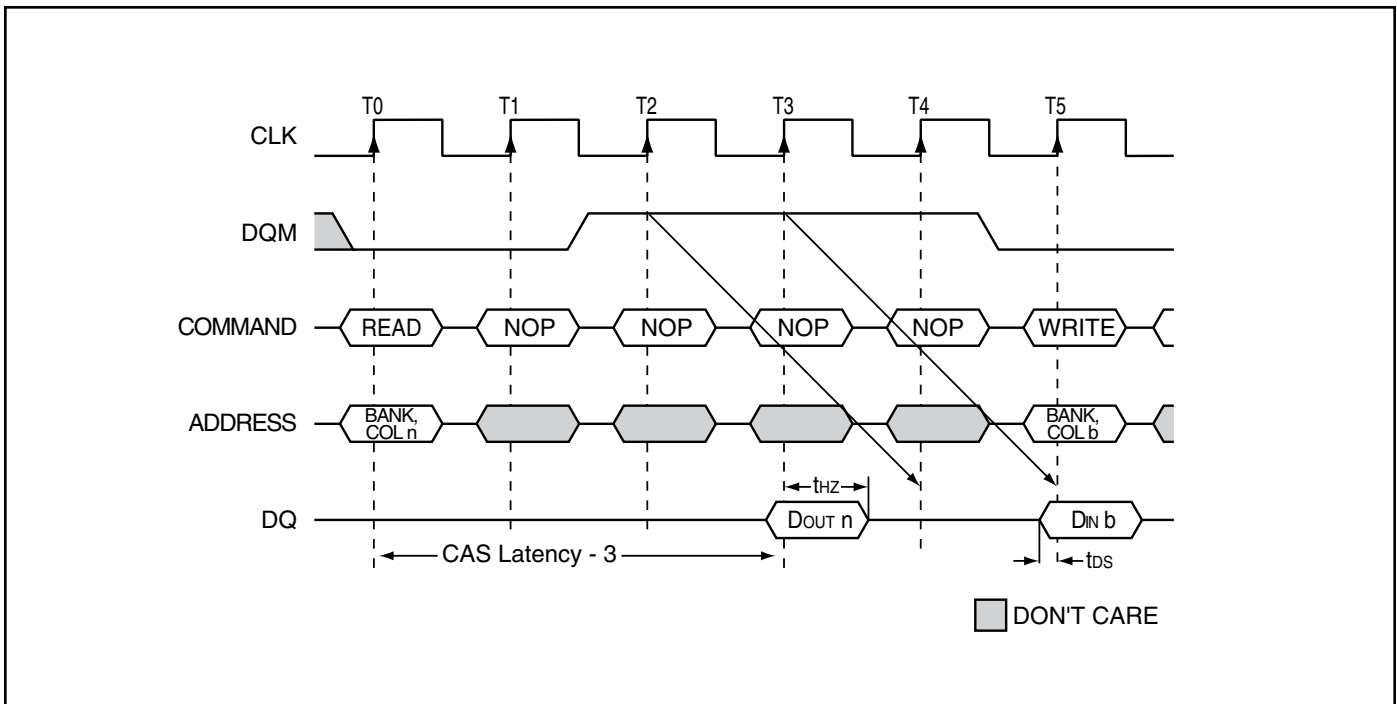 T0 T1 T2 T3 T4 T5
CLK
DQM
COMMAND READ NOP NOP NOP NOP WRITE
ADDRESS BANK, COL n BANK, COL b
tHZ
DQ DOUT n DIN b
CAS Latency - 3 tDS
DON'T CARE